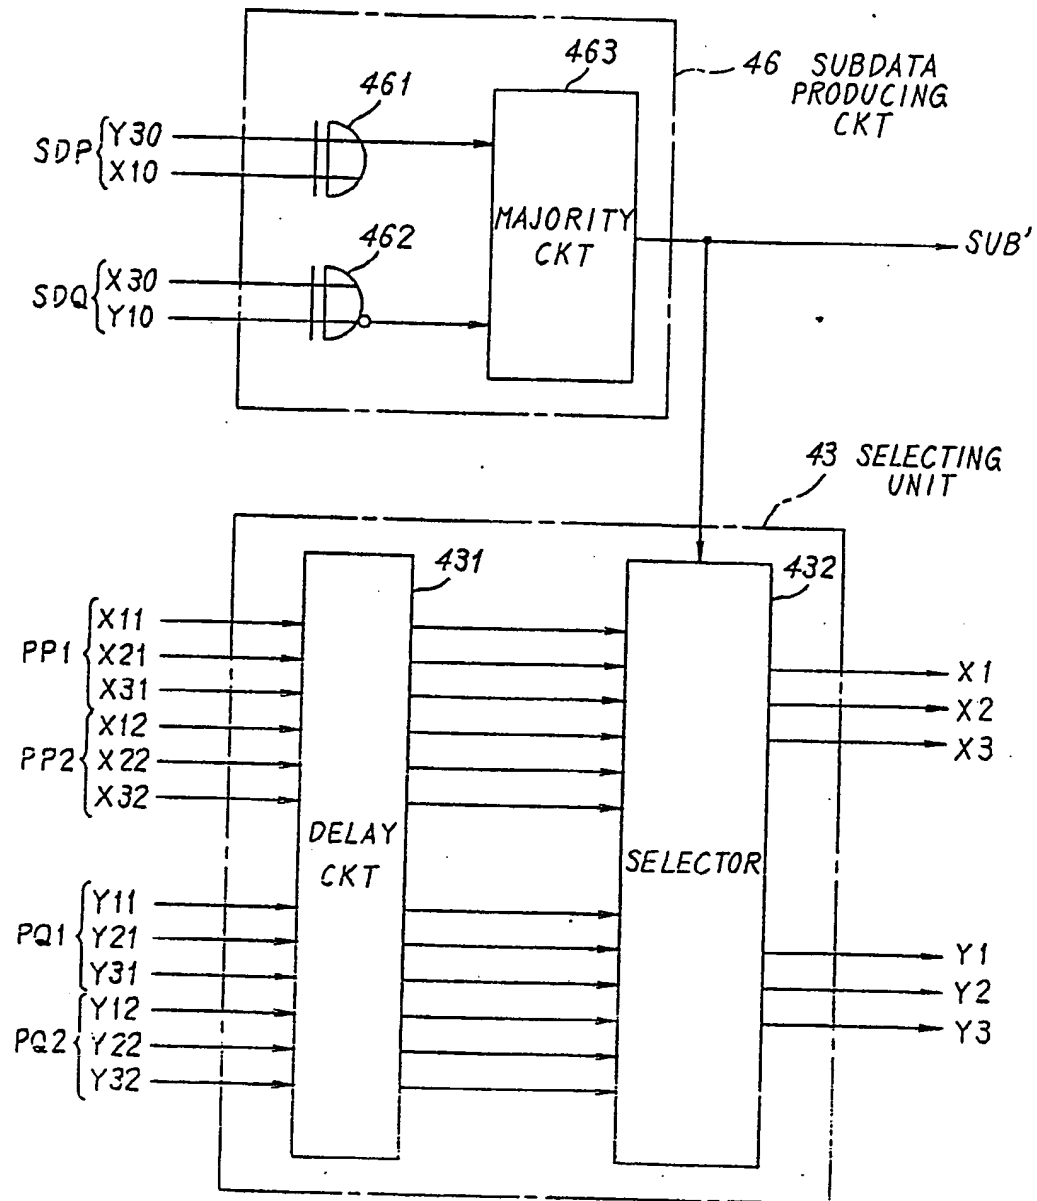 463
461
46 SUBDATA
PRODUCING
CKT
SDP
Y30
X10
MAJORITY
CKT
462
SUB'
SDQ
X30
Y10
43 SELECTING
UNIT
431
432
PP1
X11
X21
X31
X1
X2
X3
PP2
X12
X22
X32
DELAY
CKT
SELECTOR
PQ1
Y11
Y21
Y31
Y1
Y2
Y3
PQ2
Y12
Y22
Y32